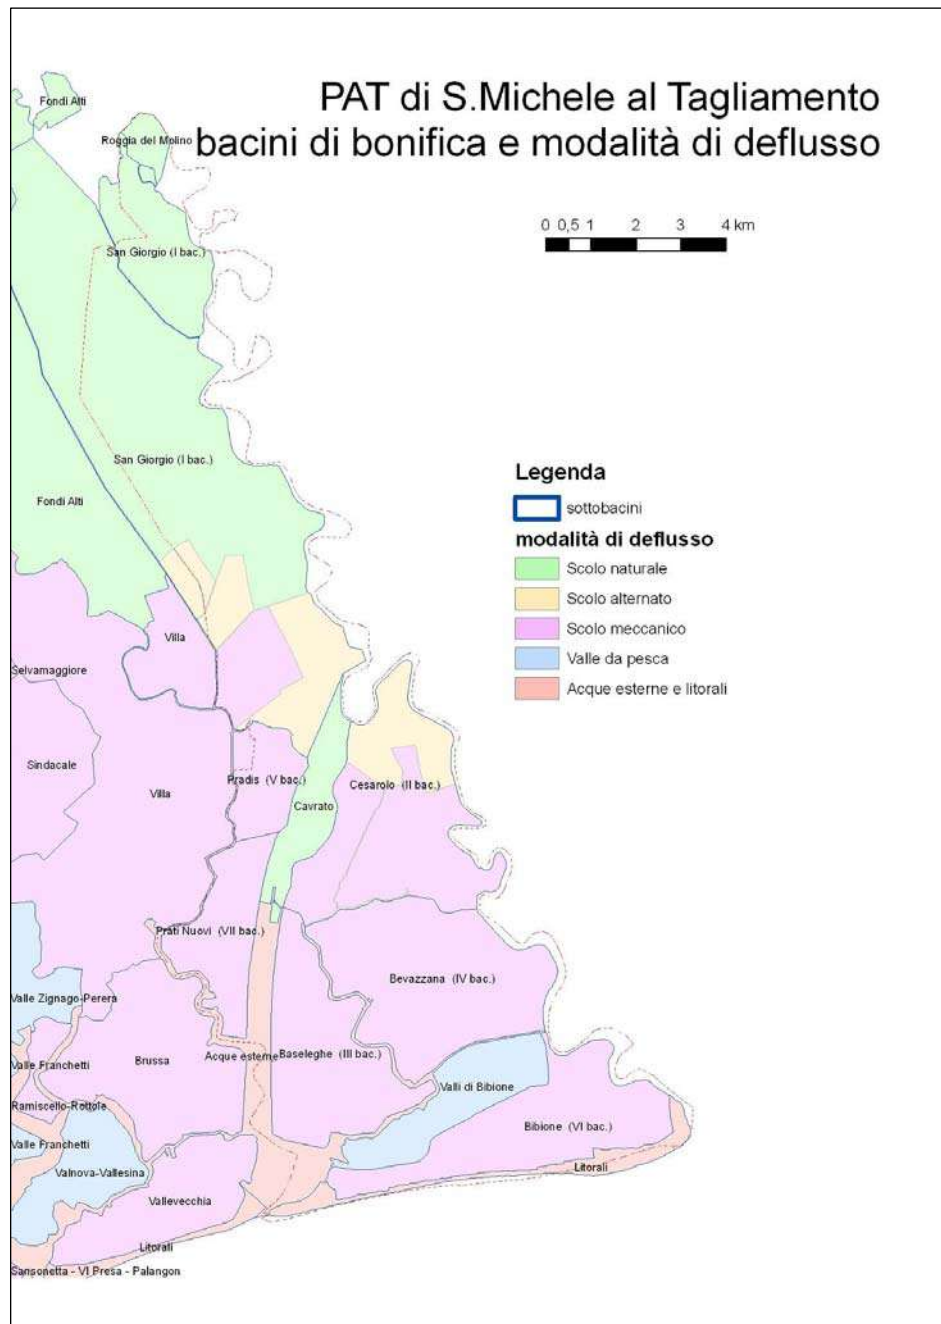 PAT di S.Michele al Tagliamento
bacini di bonifica e modalità di deflusso
0 0,5 1 2 3 4 km
Fondi Alti
Roggia del Molino
San Giorgio (I bac.)
San Giorgio (I bac.)
Fondi Alti
Legenda
sottobacini
modalità di deflusso
Scolo naturale
Scolo alternato
Scolo meccanico
Valle da pesca
Acque esterne e litorali
Villa
Selvamaggiore
Sindacale
Villa
Pradis (V bac.)
Cavrato
Cesarolo (II bac.)
Prati Nuovi (VII bac.)
Bevazzana (IV bac.)
Valle Zignago-Perera
Valle Franchetti
Brussa
Acque esterne
Baseleghe (III bac.)
Valli di Bibione
Ramiscello-Rottole
Bibione (VI bac.)
Valle Franchetti
Valnova-Vallesina
Litorali
Vallevecchia
Litorali
Sansonetta - VI Presa - Palangon